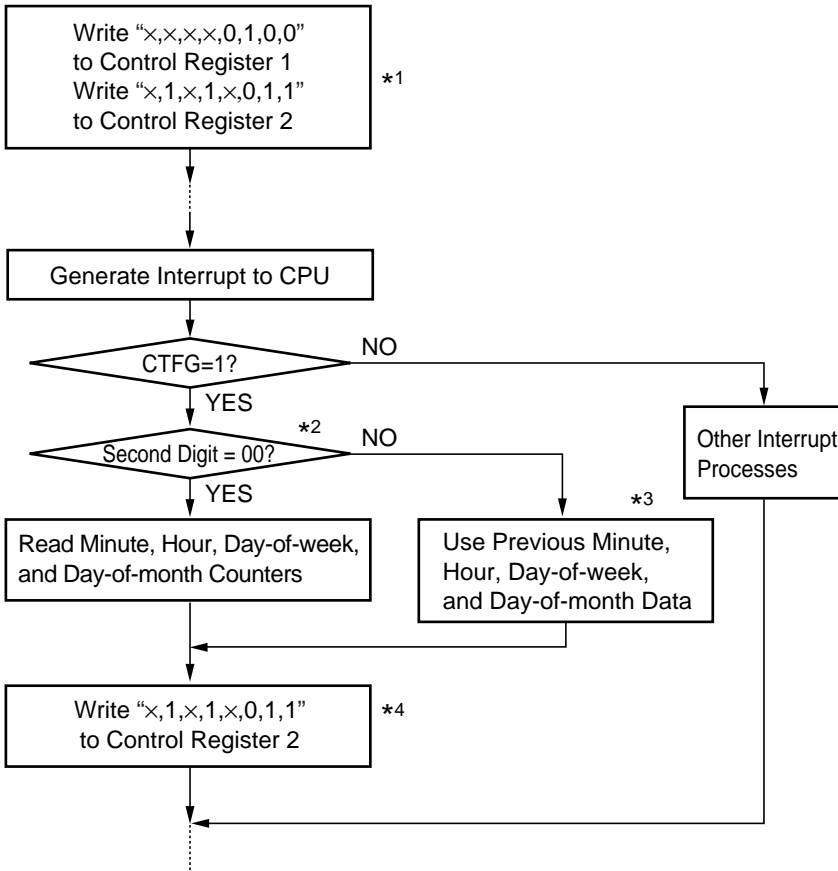 Write “×,×,×,×,0,1,0,0”
to Control Register 1
Write “×,1,×,1,×,0,1,1”
to Control Register 2
*1
Generate Interrupt to CPU
CTFG=1?
NO
YES
*2
Second Digit = 00?
NO
YES
Other Interrupt
Processes
*3
Read Minute, Hour, Day-of-week,
and Day-of-month Counters
Use Previous Minute,
Hour, Day-of-week,
and Day-of-month Data
Write “×,1,×,1,×,0,1,1”
to Control Register 2
*4